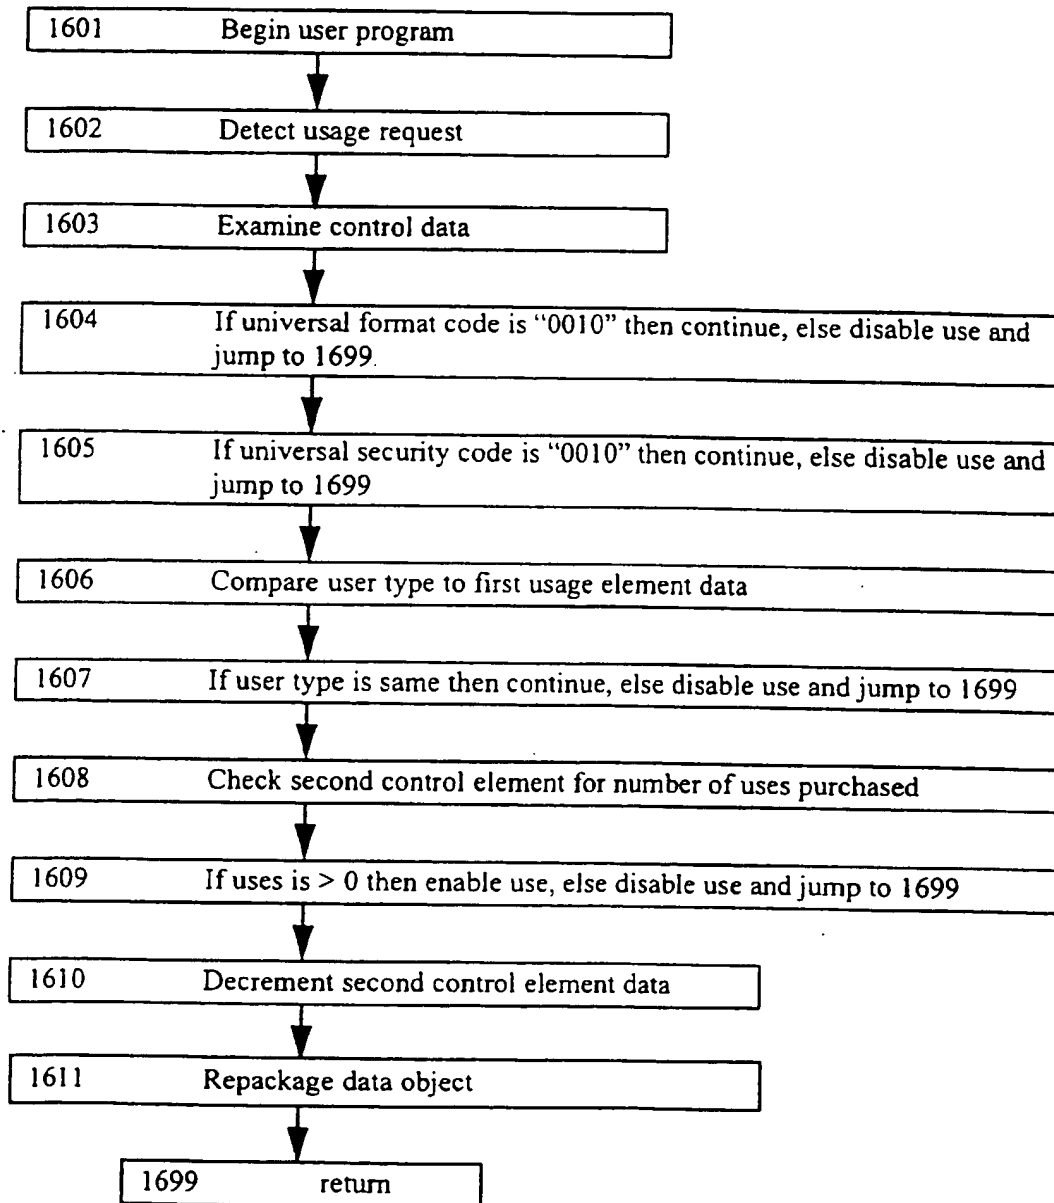 1601 Begin user program
1602 Detect usage request
1603 Examine control data
1604 If universal format code is “0010” then continue, else disable use and
jump to 1699.
1605 If universal security code is “0010” then continue, else disable use and
jump to 1699
1606 Compare user type to first usage element data
1607 If user type is same then continue, else disable use and jump to 1699
1608 Check second control element for number of uses purchased
1609 If uses is > 0 then enable use, else disable use and jump to 1699
1610 Decrement second control element data
1611 Repackage data object
1699 return